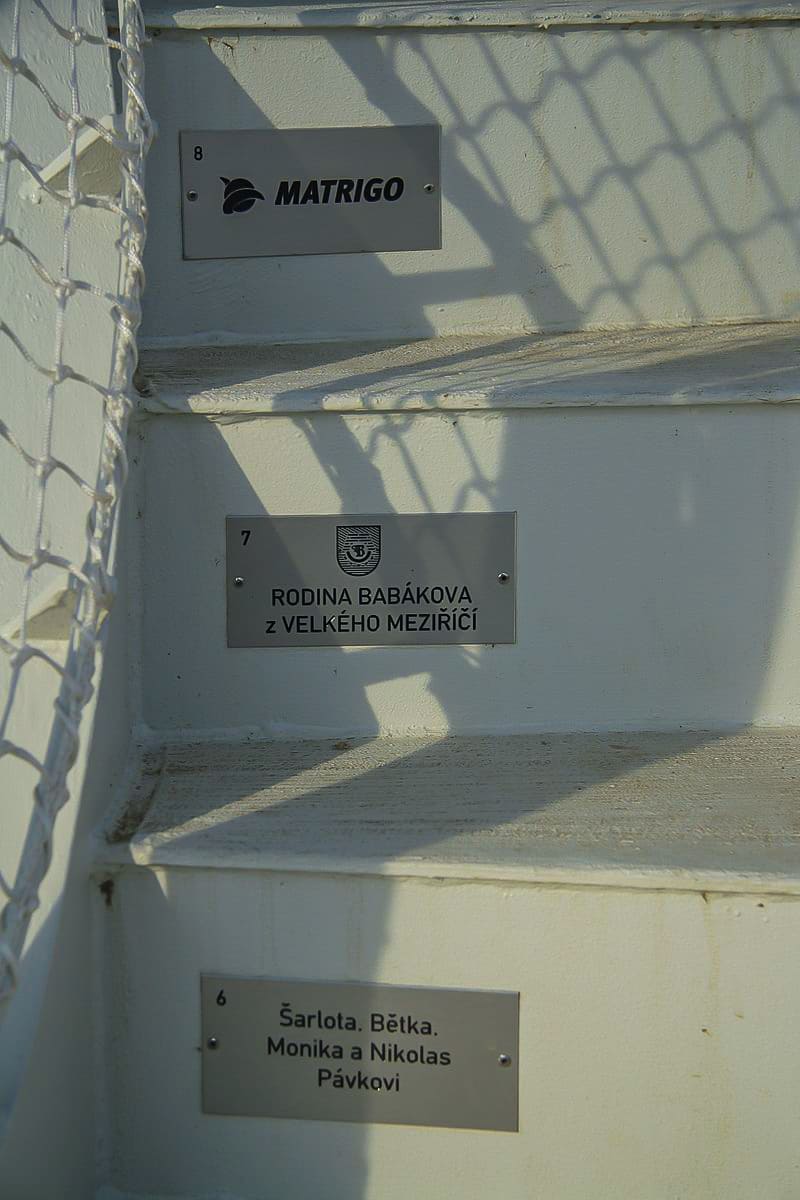 8
MATRIGO
7
RODINA BABÁKOVA
z VELKÉHO MEZIŘÍČÍ
6
Šarlota, Bětka,
Monika a Nikolas
Pávkovi